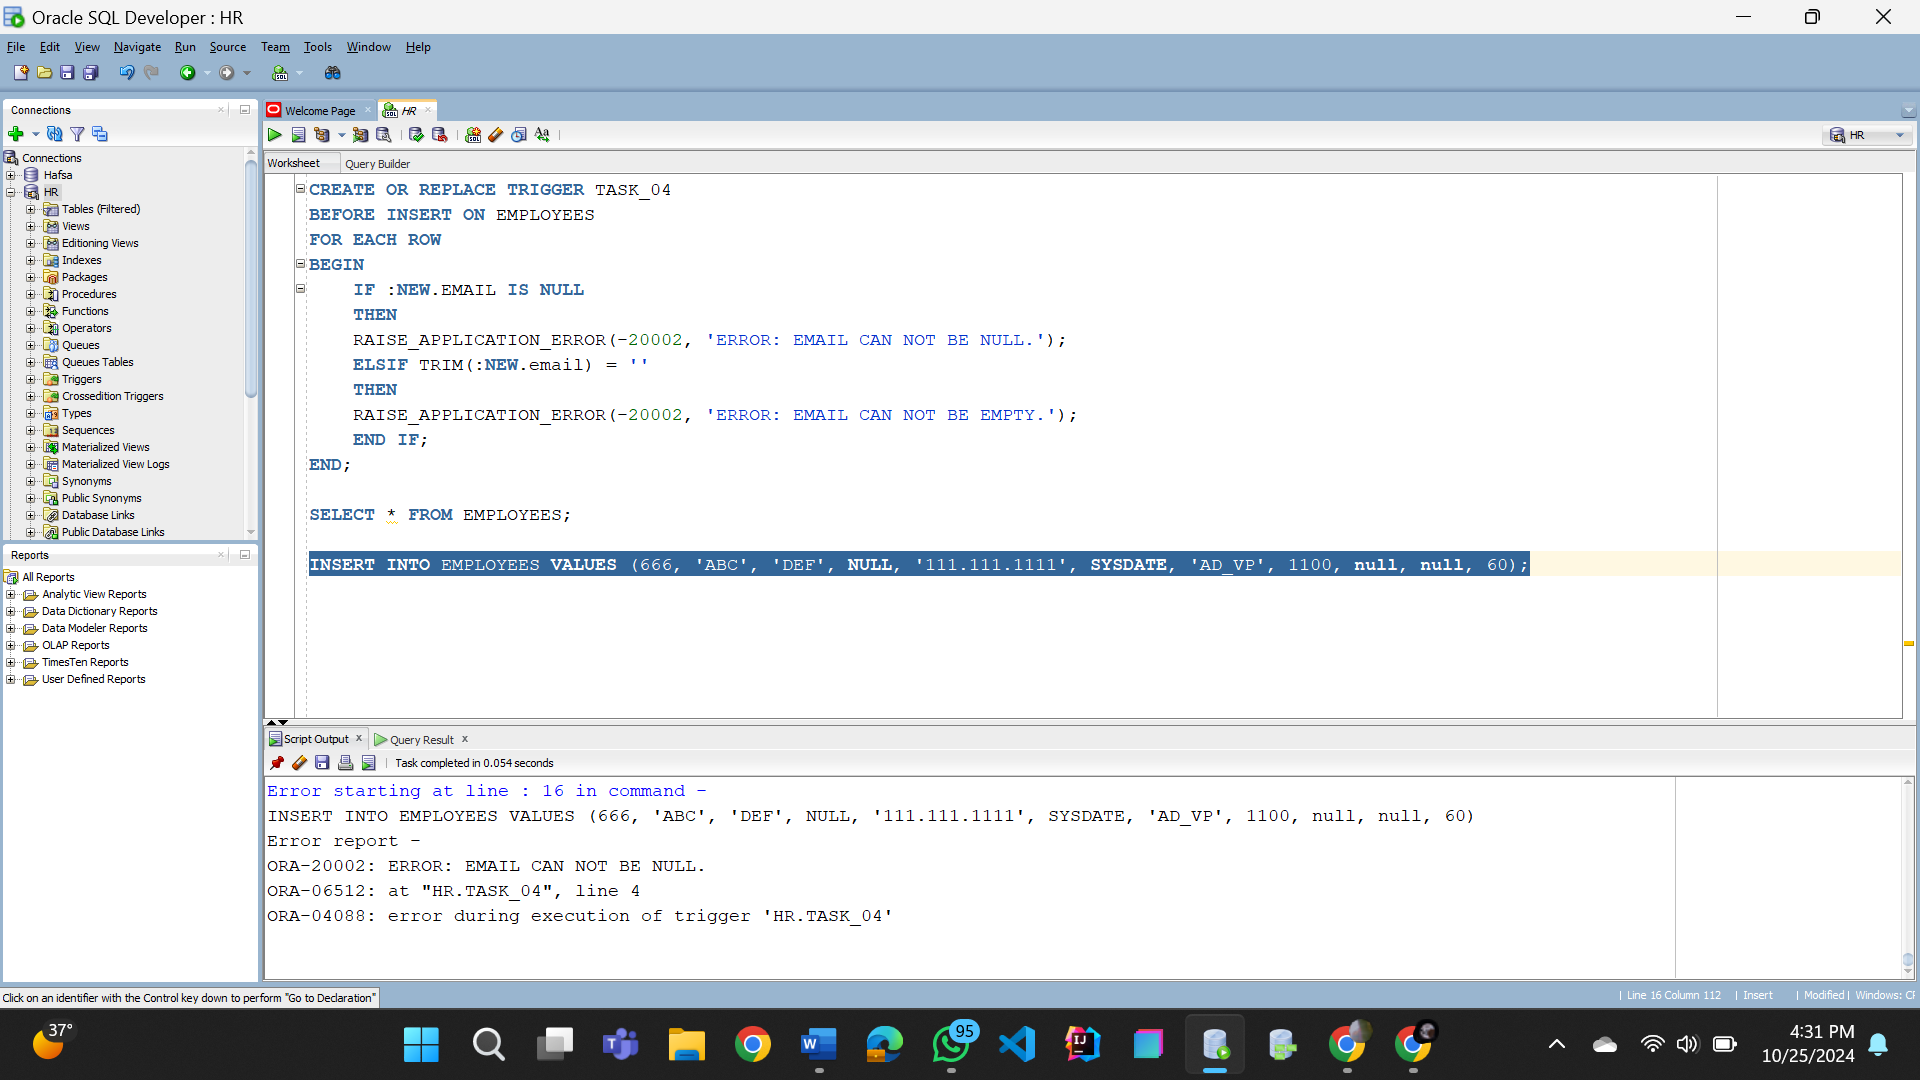 Oracle SQL Developer : HR
File Edit View Navigate Run Source Team Tools Window Help
Connections
Welcome Page
HR
HR
Worksheet
Query Builder
Connections
Hafsa
HR
Tables (Filtered)
Views
Editioning Views
Indexes
Packages
Procedures
Functions
Operators
Queues
Queues Tables
Triggers
Crossedition Triggers
Types
Sequences
Materialized Views
Materialized View Logs
Synonyms
Public Synonyms
Database Links
Public Database Links
Reports
All Reports
Analytic View Reports
Data Dictionary Reports
Data Modeler Reports
OLAP Reports
TimesTen Reports
User Defined Reports
CREATE OR REPLACE TRIGGER TASK_04
BEFORE INSERT ON EMPLOYEES
FOR EACH ROW
BEGIN
IF :NEW.EMAIL IS NULL
THEN
RAISE_APPLICATION_ERROR(-20002, 'ERROR: EMAIL CAN NOT BE NULL.');
ELSIF TRIM(:NEW.email) = ''
THEN
RAISE_APPLICATION_ERROR(-20002, 'ERROR: EMAIL CAN NOT BE EMPTY.');
END IF;
END;
SELECT * FROM EMPLOYEES;
INSERT INTO EMPLOYEES VALUES (666, 'ABC', 'DEF', NULL, '111.111.1111', SYSDATE, 'AD_VP', 1100, null, null, 60);
Script Output
Query Result
Task completed in 0.054 seconds
Error starting at line : 16 in command -
INSERT INTO EMPLOYEES VALUES (666, 'ABC', 'DEF', NULL, '111.111.1111', SYSDATE, 'AD_VP', 1100, null, null, 60)
Error report -
ORA-20002: ERROR: EMAIL CAN NOT BE NULL.
ORA-06512: at "HR.TASK_04", line 4
ORA-04088: error during execution of trigger 'HR.TASK_04'
Click on an identifier with the Control key down to perform "Go to Declaration"
Line 16 Column 112 | Insert | Modified | Windows: CF
37°
95
4:31 PM
10/25/2024